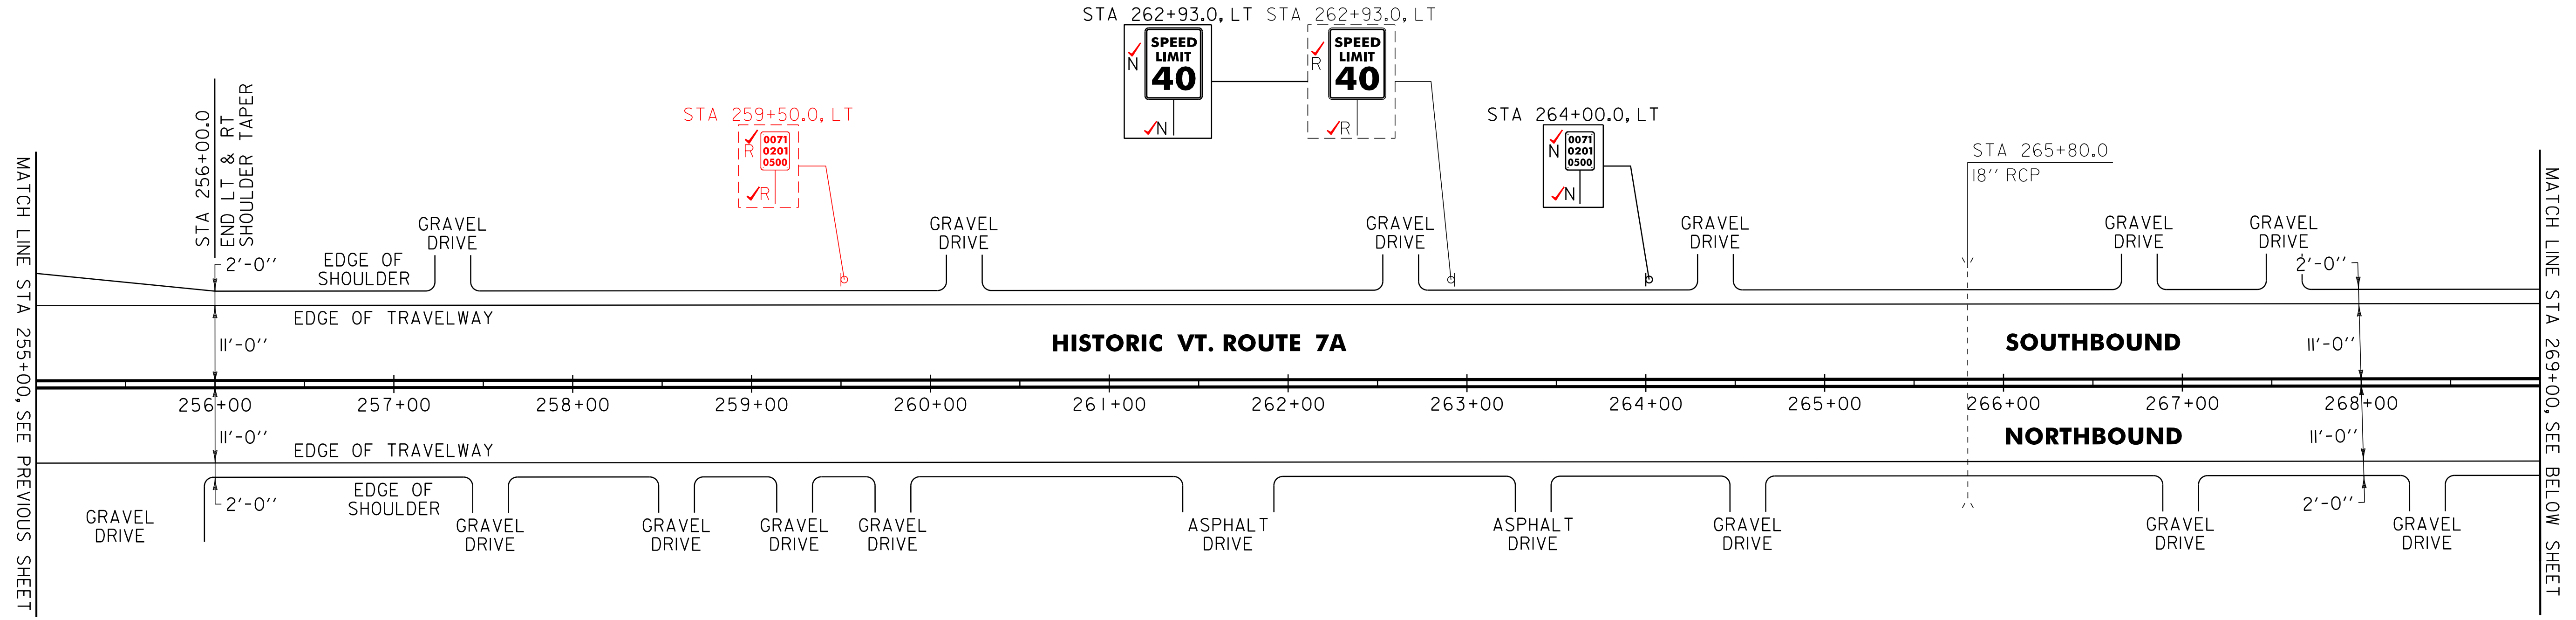 STA 262+93.0, LT
STA 262+93.0, LT
N
SPEED
LIMIT
40
N
R
SPEED
LIMIT
40
R
STA 259+50.0, LT
R
0071
0201
0500
R
STA 264+00.0, LT
N
0071
0201
0500
N
STA 265+80.0
18'' RCP
MATCH LINE STA 255+00, SEE PREVIOUS SHEET
STA 256+00.0
END LT & RT
SHOULDER TAPER
GRAVEL
DRIVE
GRAVEL
DRIVE
GRAVEL
DRIVE
GRAVEL
DRIVE
GRAVEL
DRIVE
GRAVEL
DRIVE
2'-0''
EDGE OF
SHOULDER
2'-0''
EDGE OF TRAVELWAY
11'-0''
HISTORIC VT. ROUTE 7A
SOUTHBOUND
11'-0''
256+00
257+00
258+00
259+00
260+00
261+00
262+00
263+00
264+00
265+00
266+00
267+00
268+00
11'-0''
EDGE OF TRAVELWAY
NORTHBOUND
11'-0''
EDGE OF
SHOULDER
2'-0''
2'-0''
GRAVEL
DRIVE
GRAVEL
DRIVE
GRAVEL
DRIVE
GRAVEL
DRIVE
GRAVEL
DRIVE
ASPHALT
DRIVE
ASPHALT
DRIVE
GRAVEL
DRIVE
GRAVEL
DRIVE
GRAVEL
DRIVE
MATCH LINE STA 269+00, SEE BELOW SHEET